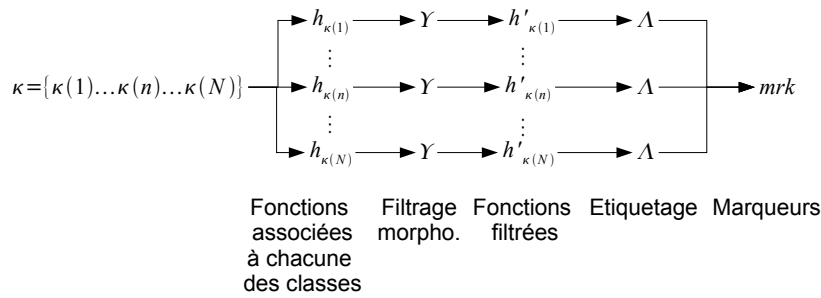 h_κ(1) ϒ h'_κ(1) Λ
⋮ ⋮
κ={κ(1)…κ(n)…κ(N)} h_κ(n) ϒ h'_κ(n) Λ mrk
⋮ ⋮
h_κ(N) ϒ h'_κ(N) Λ
Fonctions Filtrage Fonctions Etiquetage Marqueurs
associées morpho. filtrées
à chacune
des classes